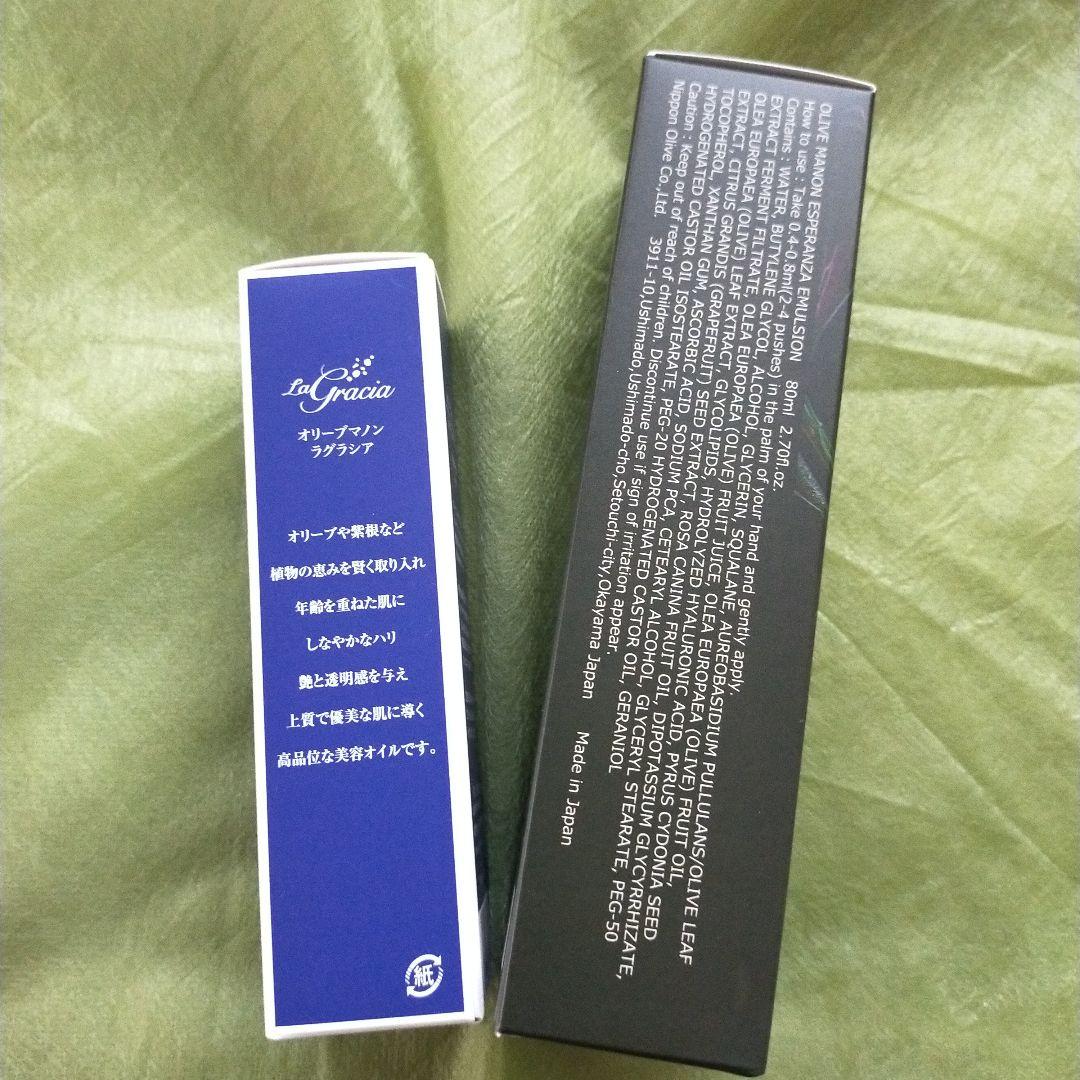 La Gracia
オリーブマノン
ラグラシア
オリーブや紫根など
植物の恵みを賢く取り入れ
年齢を重ねた肌に
しなやかなハリ
艶と透明感を与え
上質で優美な肌に導く
高品位な美容オイルです。
紙
OLIVE MANON ESPERANZA EMULSION 80ml 2.70fl.oz.
How to use : Take 0.4-0.8ml(2-4 pushes) in the palm of your hand and gently apply.
Contains : WATER, BUTYLENE GLYCOL, ALCOHOL, GLYCERIN, SQUALANE, AUREOBASIDIUM PULLULANS/OLIVE LEAF
EXTRACT FERMENT FILTRATE, OLEA EUROPAEA (OLIVE) FRUIT JUICE, OLEA EUROPAEA (OLIVE) FRUIT OIL,
OLEA EUROPAEA (OLIVE) LEAF EXTRACT, GLYCOLIPIDS, HYDROLYZED HYALURONIC ACID, PYRUS CYDONIA SEED
EXTRACT, CITRUS GRANDIS (GRAPEFRUIT) SEED EXTRACT, ROSA CANINA FRUIT OIL, DIPOTASSIUM GLYCYRRHIZATE,
TOCOPHEROL, XANTHAN GUM, ASCORBIC ACID, SODIUM PCA, CETEARYL ALCOHOL, GLYCERYL STEARATE, PEG-50
HYDROGENATED CASTOR OIL ISOSTEARATE, PEG-20 HYDROGENATED CASTOR OIL, GERANIOL
Caution : Keep out of reach of children. Discontinue use if sign of irritation appear.
Nippon Olive Co.,Ltd. 3911-10,Ushimado,Ushimado-cho,Setouchi-city,Okayama Japan Made in Japan